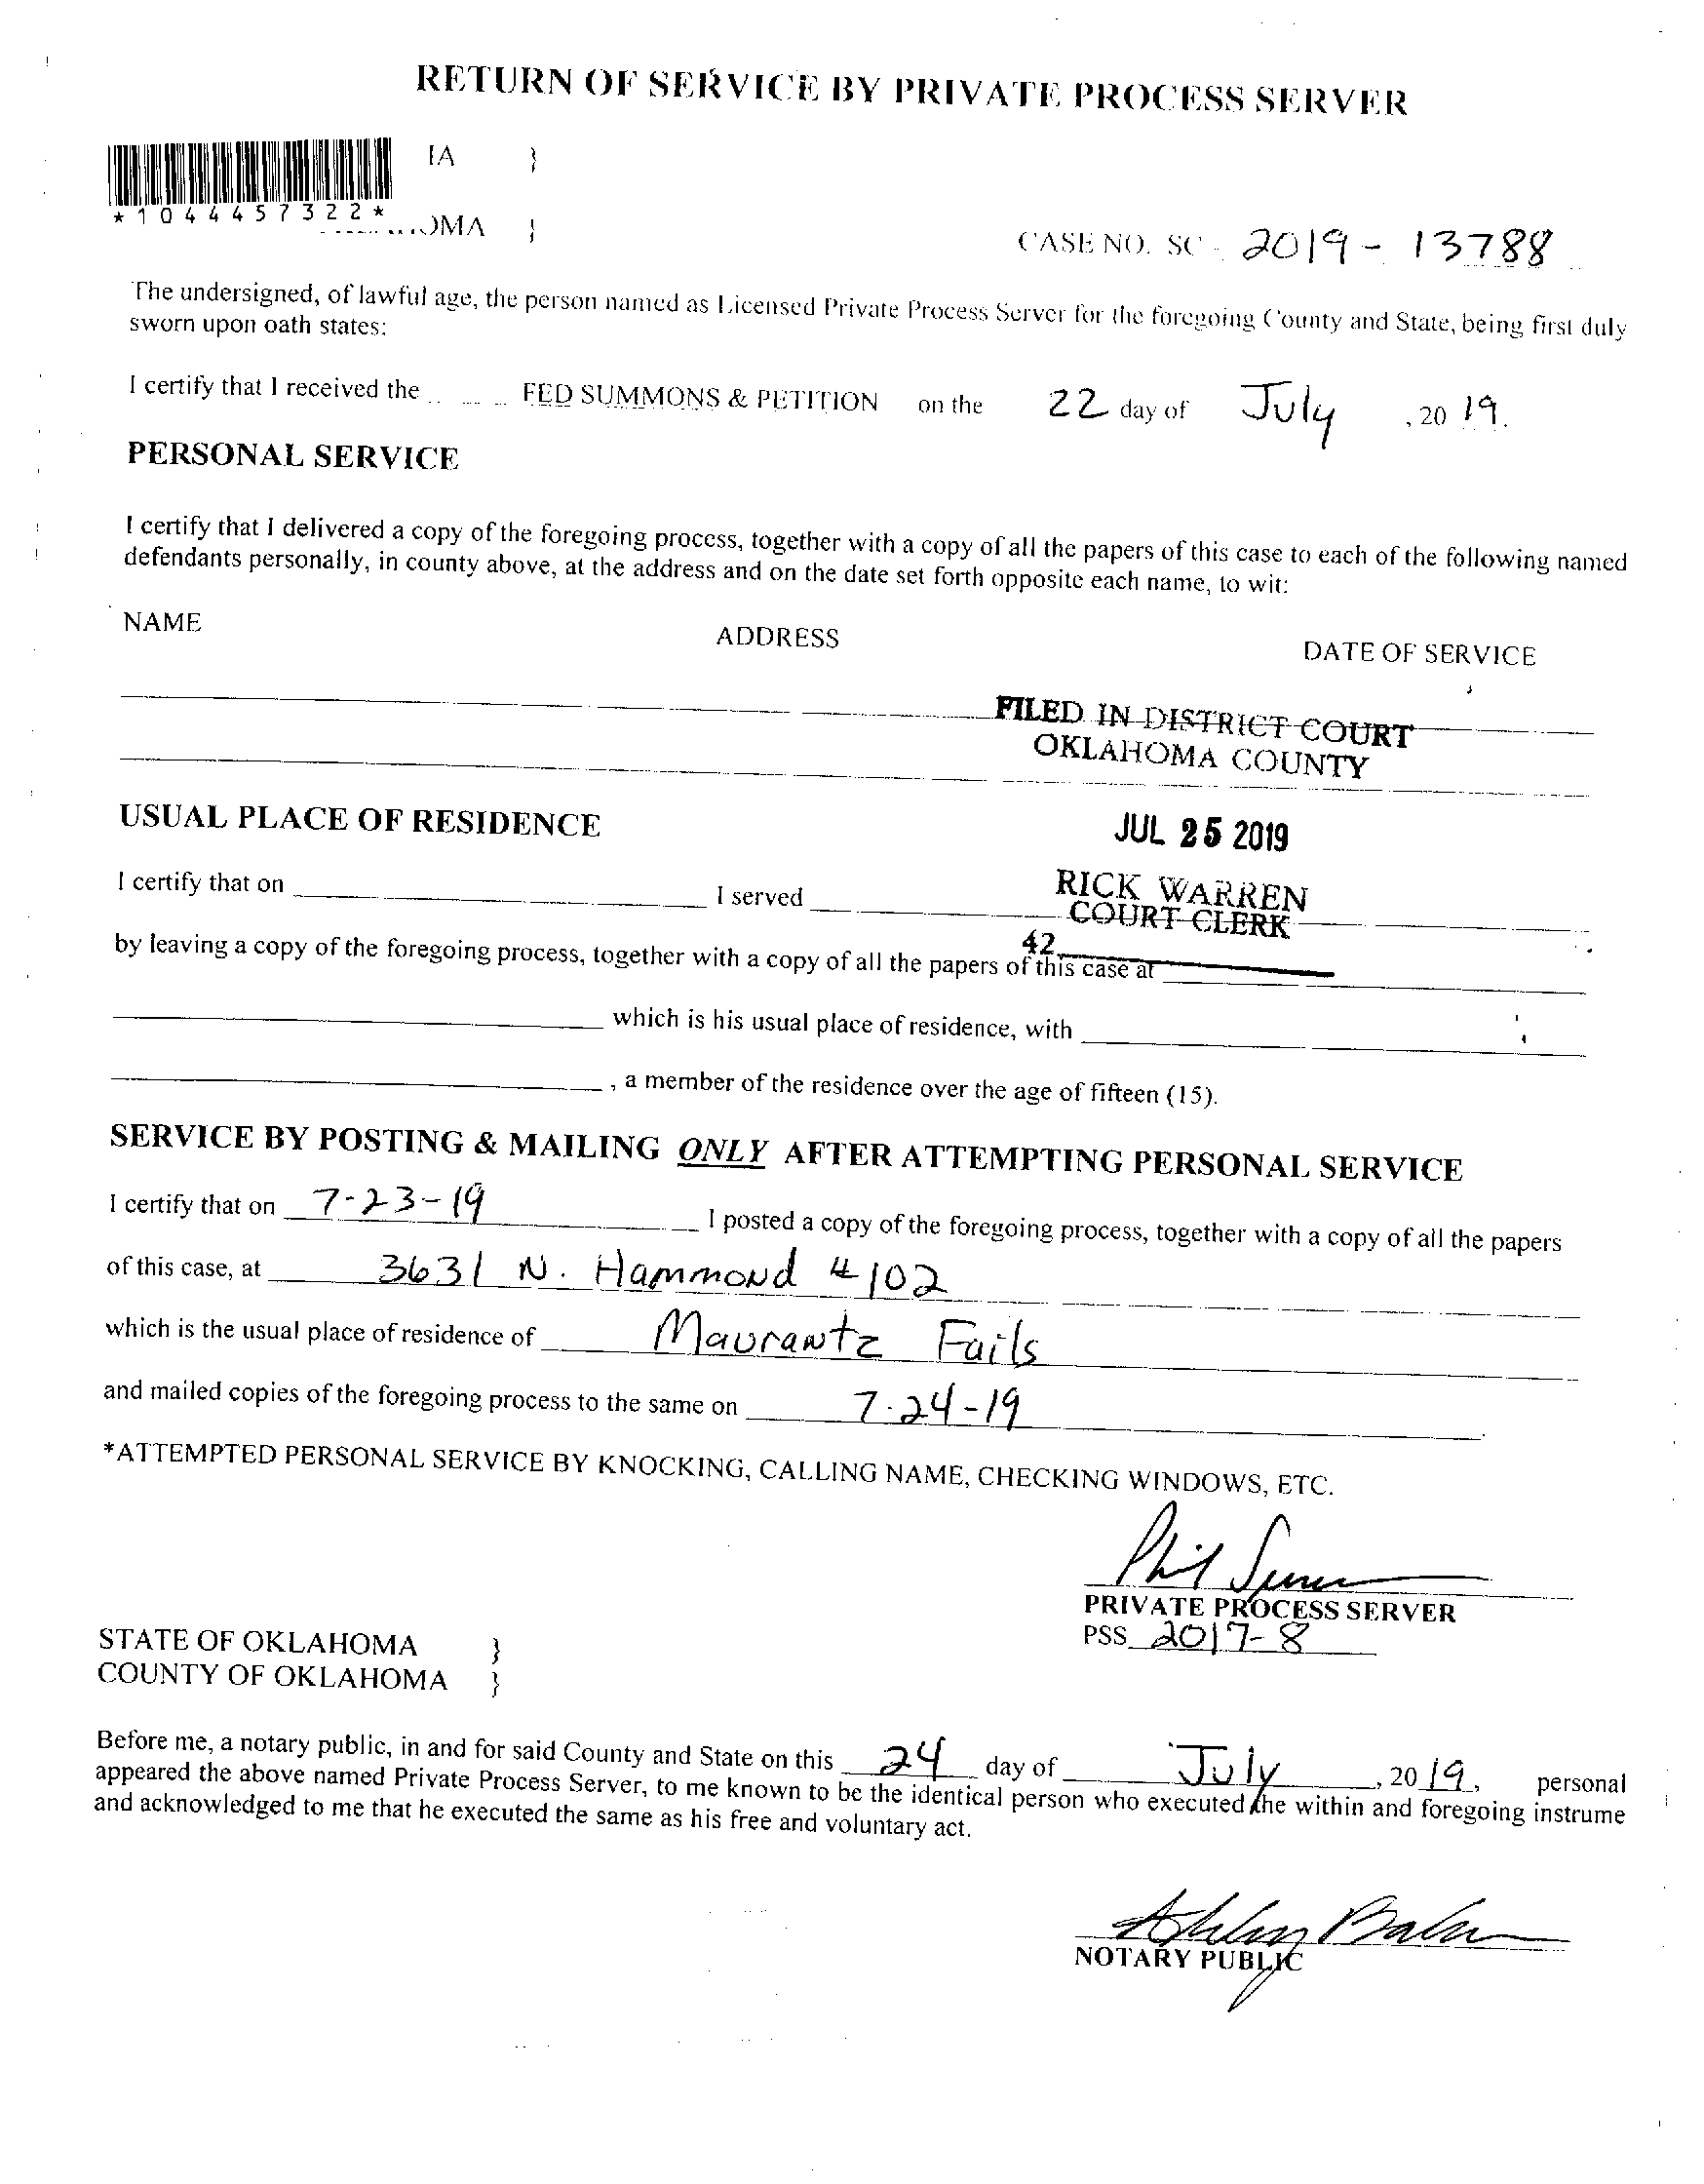 RETURN OF SERVICE BY PRIVATE PROCESS SERVER
IA }
*1044457322*
OMA }
CASE NO. SC - 2019 - 13788
The undersigned, of lawful age, the person named as Licensed Private Process Server for the foregoing County and State, being first duly
sworn upon oath states:
I certify that I received the FED SUMMONS & PETITION on the 22 day of July , 20 19.
PERSONAL SERVICE
I certify that I delivered a copy of the foregoing process, together with a copy of all the papers of this case to each of the following named
defendants personally, in county above, at the address and on the date set forth opposite each name, to wit:
NAME ADDRESS DATE OF SERVICE
FILED IN DISTRICT COURT
OKLAHOMA COUNTY
USUAL PLACE OF RESIDENCE
JUL 25 2019
I certify that on I served
RICK WARREN
COURT CLERK
42
by leaving a copy of the foregoing process, together with a copy of all the papers of this case at
which is his usual place of residence, with
, a member of the residence over the age of fifteen (15).
SERVICE BY POSTING & MAILING ONLY AFTER ATTEMPTING PERSONAL SERVICE
I certify that on 7-23-19 I posted a copy of the foregoing process, together with a copy of all the papers
of this case, at 3631 N. Hammond #102
which is the usual place of residence of Maurantz Fails
and mailed copies of the foregoing process to the same on 7-24-19
*ATTEMPTED PERSONAL SERVICE BY KNOCKING, CALLING NAME, CHECKING WINDOWS, ETC.
Phil
PRIVATE PROCESS SERVER
PSS 2017-8
STATE OF OKLAHOMA }
COUNTY OF OKLAHOMA }
Before me, a notary public, in and for said County and State on this 24 day of July , 20 19, personal
appeared the above named Private Process Server, to me known to be the identical person who executed the within and foregoing instrume
and acknowledged to me that he executed the same as his free and voluntary act.
NOTARY PUBLIC